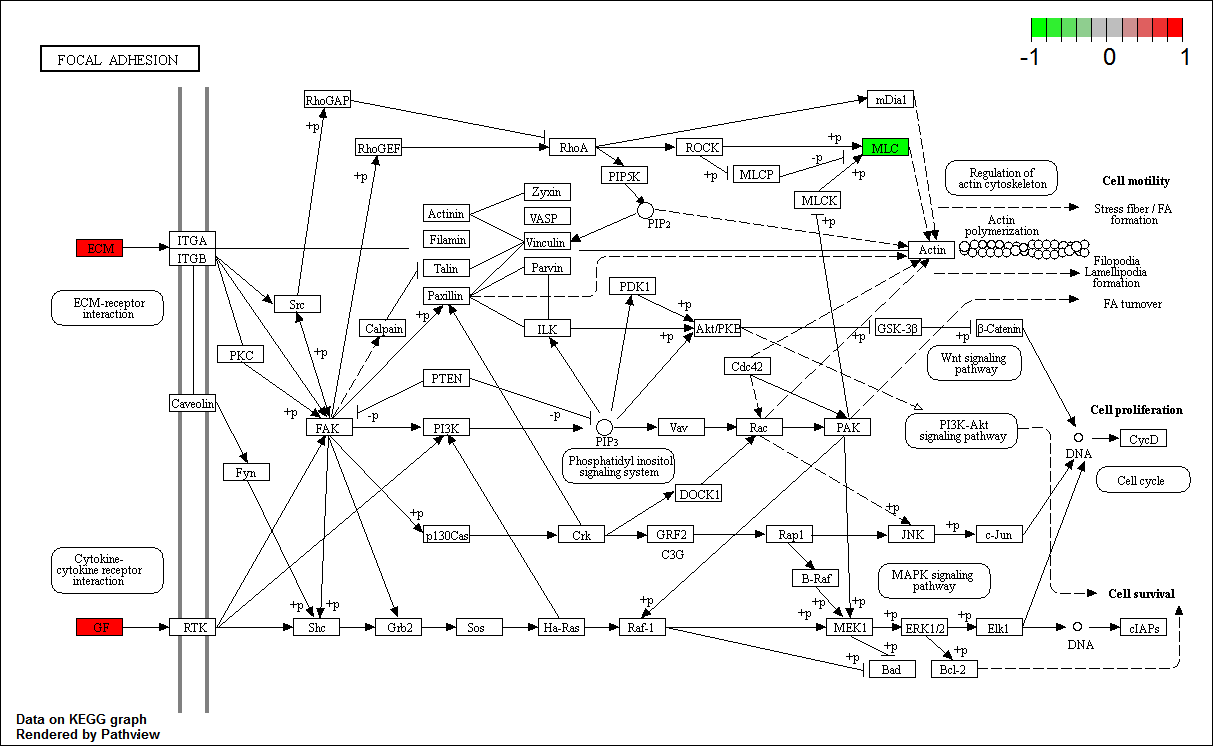 FOCAL ADHESION
-1
0
1
RhoGAP
mDia1
+p
RhoGEF
RhoA
ROCK
+p
MLC
-p
+p
+p
MLCP
+p
PIP5K
Regulation of
actin cytoskeleton
Cell motility
Zyxin
MLCK
+p
Actinin
VASP
PIP2
Stress fiber / FA
formation
Actin
polymerization
ITGA
ECM
Filamin
Vinculin
Actin
ITGB
Talin
Parvin
Filopodia
Lamellipodia
formation
ECM-receptor
interaction
Src
Paxillin
PDK1
+p
FA turnover
+p
Calpain
ILK
+p
Akt/PKB
GSK-3β
+p
β-Catenin
PKC
+p
Cdc42
Wnt signaling
pathway
PTEN
Caveolin
+p
-p
-p
Cell proliferation
FAK
PI3K
PIP3
Vav
Rac
PAK
PI3K-Akt
signaling pathway
CycD
DNA
Fyn
Phosphatidyl inositol
signaling system
Cell cycle
DOCK1
+p
+p
+p
p130Cas
Crk
GRF2
C3G
Rap1
JNK
c-Jun
Cytokine-
cytokine receptor
interaction
B-Raf
MAPK signaling
pathway
Cell survival
+p
+p
+p
+p
+p
+p
+p
+p
GF
RTK
Shc
Grb2
Sos
Ha-Ras
Raf-1
MEK1
ERK1/2
Elk1
DNA
cIAPs
+p
+p
+p
Bad
Bcl-2
Data on KEGG graph
Rendered by Pathview